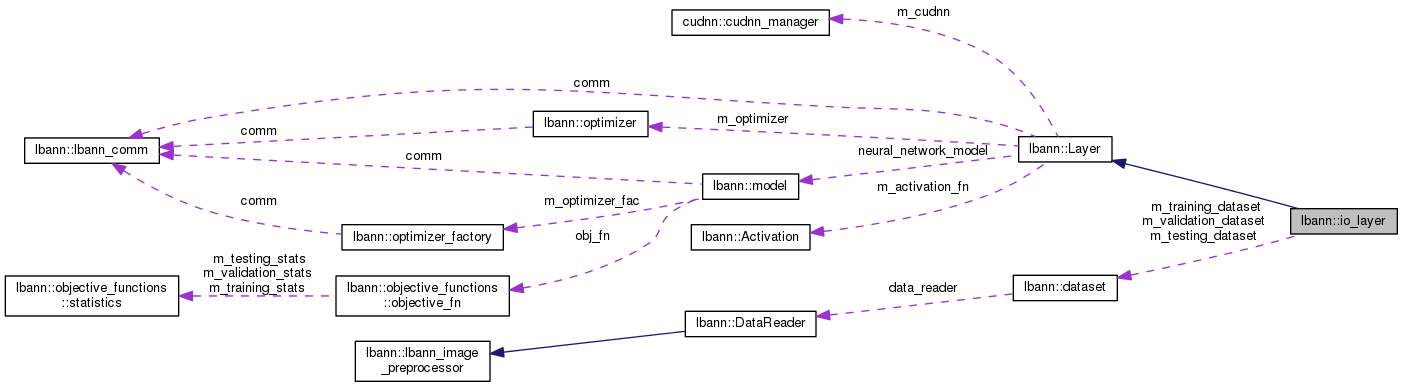 cudnn::cudnn_manager
m_cudnn
comm
lbann::optimizer
m_optimizer
comm
lbann::lbann_comm
lbann::Layer
neural_network_model
comm
lbann::model
m_activation_fn
m_optimizer_fac
comm
lbann::optimizer_factory
obj_fn
lbann::Activation
m_training_dataset
m_validation_dataset
m_testing_dataset
lbann::io_layer
m_testing_stats
m_validation_stats
m_training_stats
lbann::objective_functions
::statistics
lbann::objective_functions
::objective_fn
data_reader
lbann::dataset
lbann::DataReader
lbann::lbann_image
_preprocessor